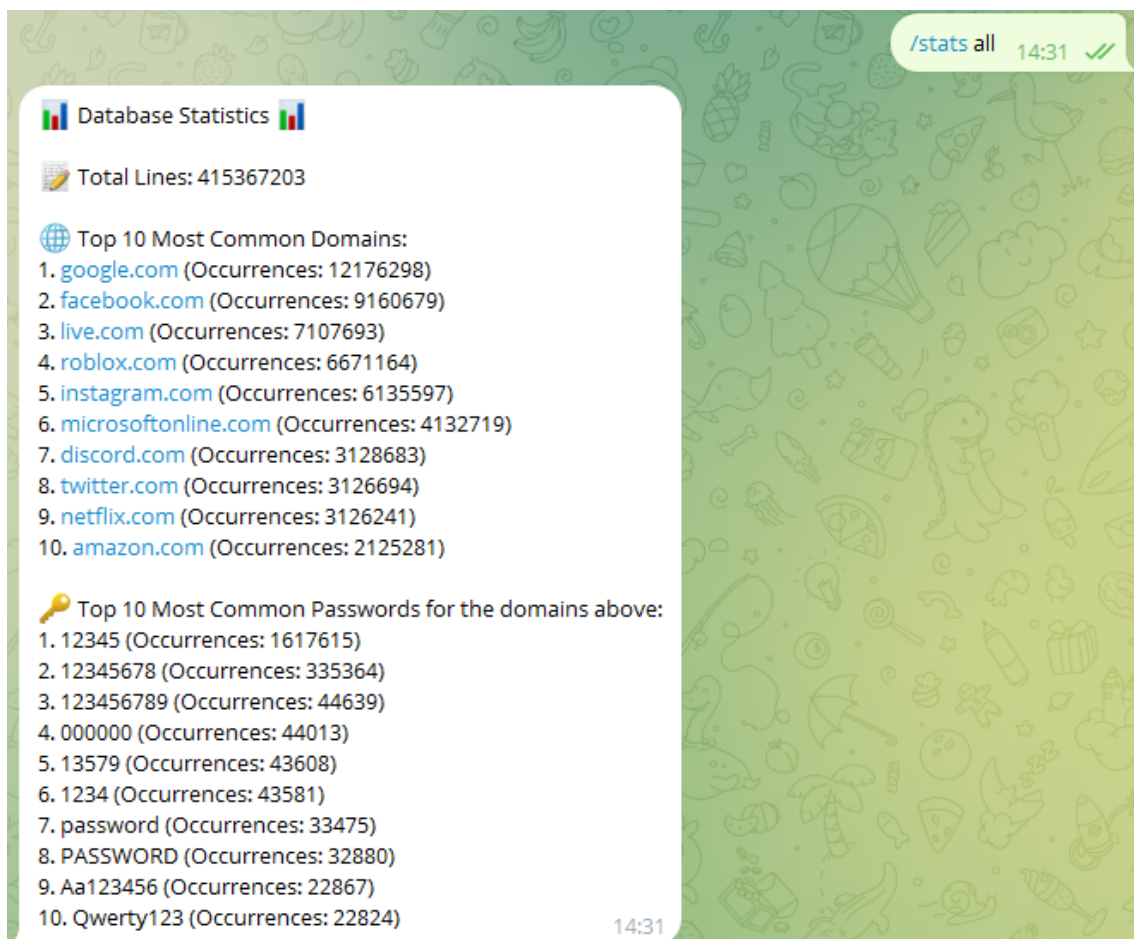 /stats all 14:31
Database Statistics
Total Lines: 415367203
Top 10 Most Common Domains:
1. google.com (Occurrences: 12176298)
2. facebook.com (Occurrences: 9160679)
3. live.com (Occurrences: 7107693)
4. roblox.com (Occurrences: 6671164)
5. instagram.com (Occurrences: 6135597)
6. microsoftonline.com (Occurrences: 4132719)
7. discord.com (Occurrences: 3128683)
8. twitter.com (Occurrences: 3126694)
9. netflix.com (Occurrences: 3126241)
10. amazon.com (Occurrences: 2125281)
Top 10 Most Common Passwords for the domains above:
1. 12345 (Occurrences: 1617615)
2. 12345678 (Occurrences: 335364)
3. 123456789 (Occurrences: 44639)
4. 000000 (Occurrences: 44013)
5. 13579 (Occurrences: 43608)
6. 1234 (Occurrences: 43581)
7. password (Occurrences: 33475)
8. PASSWORD (Occurrences: 32880)
9. Aa123456 (Occurrences: 22867)
10. Qwerty123 (Occurrences: 22824)
14:31